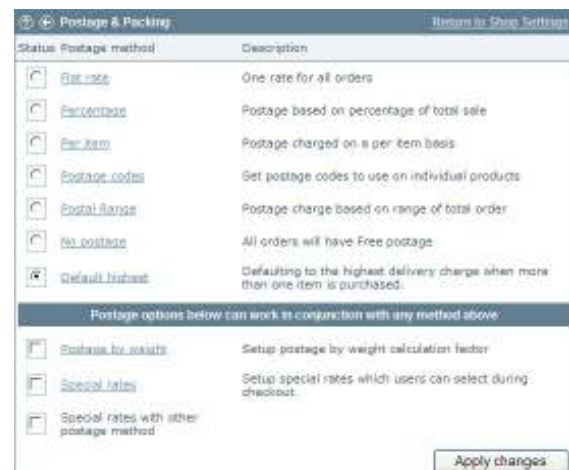 Postage & Packing
Return to Shop Settings
Status Postage method Description
Flat rate One rate for all orders
Percentage Postage based on percentage of total sale
Per item Postage charged on a per item basis
Postage codes Set postage codes to use on individual products
Postal Range Postage charge based on range of total order
No postage All orders will have Free postage
Default highest Defaulting to the highest delivery charge when more
than one item is purchased.
Postage options below can work in conjunction with any method above
Postage by weight Setup postage by weight calculation factor
Special rates Setup special rates which users can select during
checkout
Special rates with other
postage method
Apply changes